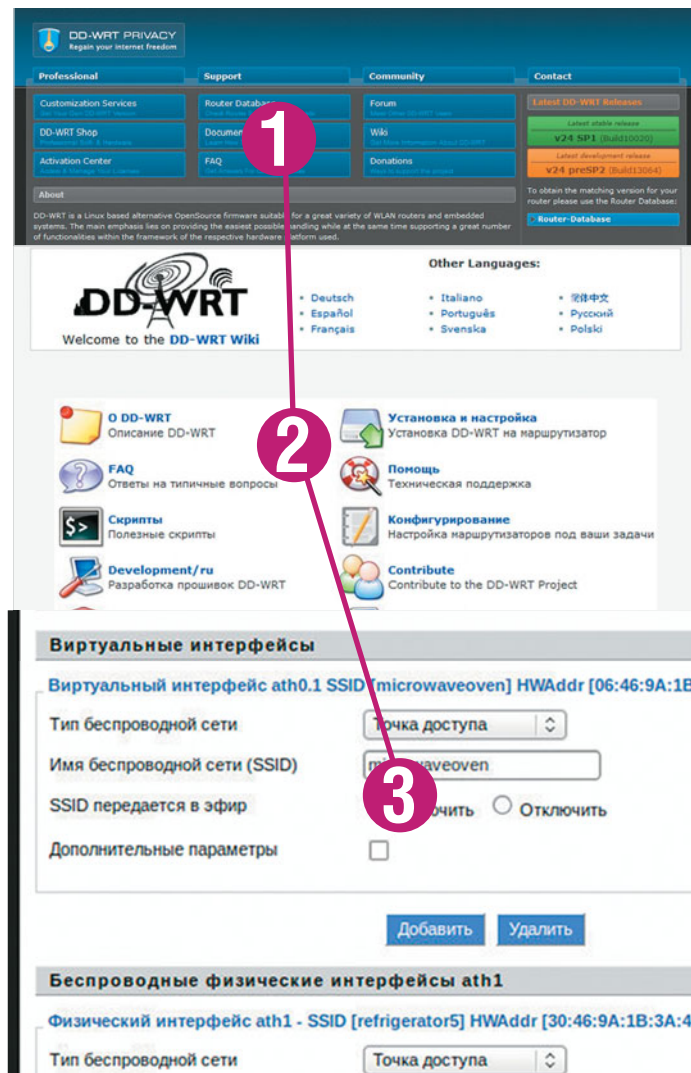 DD-WRT PRIVACY
Regain your internet freedom
Professional Support Community Contact
Customization Services
Router Databas
Forum
Latest DD-WRT Releases
Latest stable release
v24 SP1 (Build10020)
DD-WRT Shop
Documen
Wiki
Activation Center
FAQ
Donations
Latest development release
v24 preSP2 (Build13064)
About
DD-WRT is a Linux based alternative OpenSource firmware suitable for a great variety of WLAN routers and embedded
systems. The main emphasis lies on providing the easiest possible handling while at the same time supporting a great number
of functionalities within the framework of the respective hardware platform used.
To obtain the matching version for your
router please use the Router Database:
Router-Database
1
DD-WRT
Welcome to the DD-WRT Wiki
Other Languages:
Deutsch Italiano 简体中文
Español Português Русский
Français Svenska Polski
2
О DD-WRT
Описание DD-WRT
Установка и настройка
Установка DD-WRT на маршрутизатор
FAQ
Ответы на типичные вопросы
Помощь
Техническая поддержка
Скрипты
Полезные скрипты
Конфигурирование
Настройка маршрутизаторов под ваши задачи
$>
Development/ru
Разработка прошивок DD-WRT
Contribute
Contribute to the DD-WRT Project
Виртуальные интерфейсы
Виртуальный интерфейс ath0.1 SSID [microwaveoven] HWAddr [06:46:9A:1B
Тип беспроводной сети Точка доступа
Имя беспроводной сети (SSID) microwaveoven
SSID передается в эфир ючить Отключить
3
Дополнительные параметры
Добавить Удалить
Беспроводные физические интерфейсы ath1
Физический интерфейс ath1 - SSID [refrigerator5] HWAddr [30:46:9A:1B:3A:4
Тип беспроводной сети Точка доступа